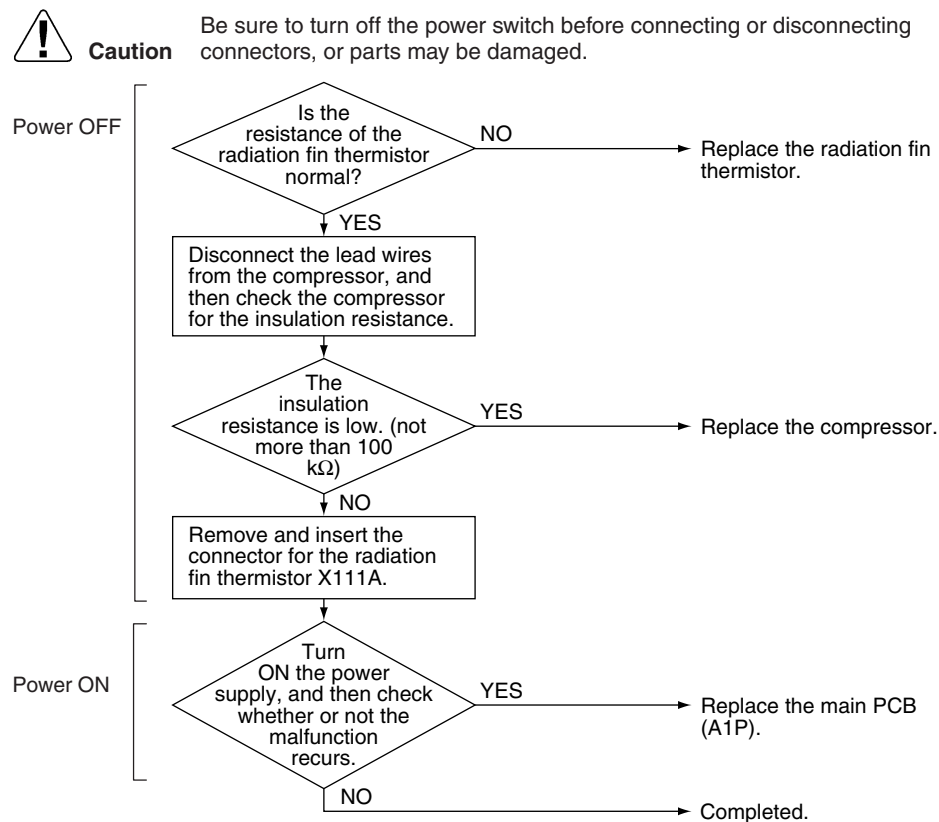 Be sure to turn off the power switch before connecting or disconnecting
Caution connectors, or parts may be damaged.
Power OFF
Is the
resistance of the
radiation fin thermistor
normal?
NO
Replace the radiation fin
thermistor.
YES
Disconnect the lead wires
from the compressor, and
then check the compressor
for the insulation resistance.
The
insulation
resistance is low. (not
more than 100
kΩ)
YES
Replace the compressor.
NO
Remove and insert the
connector for the radiation
fin thermistor X111A.
Power ON
Turn
ON the power
supply, and then check
whether or not the
malfunction
recurs.
YES
Replace the main PCB
(A1P).
NO
Completed.